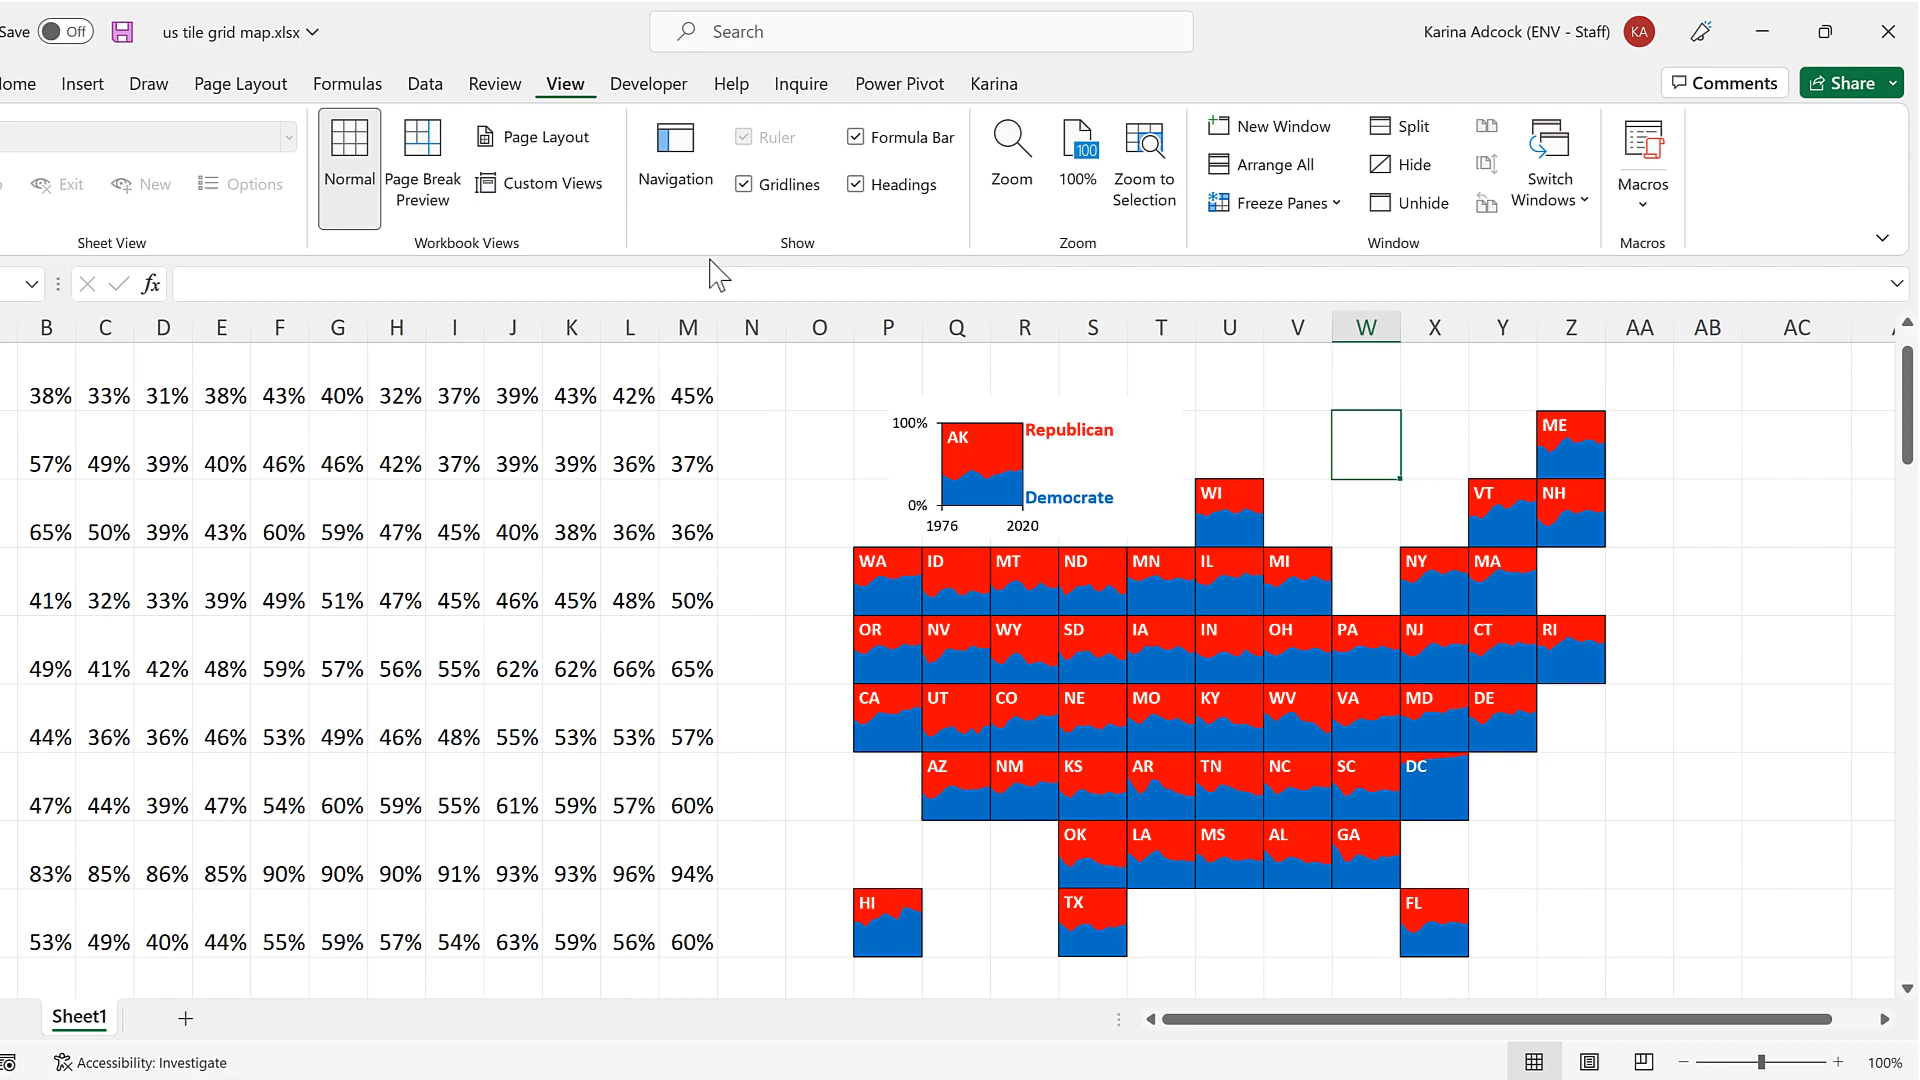 Save Off us tile grid map.xlsx Search Karina Adcock (ENV - Staff) KA
ome Insert Draw Page Layout Formulas Data Review View Developer Help Inquire Power Pivot Karina Comments Share
Exit New Options
Sheet View
Normal Page Break Preview
Page Layout
Custom Views
Workbook Views
Navigation
Ruler Formula Bar
Gridlines Headings
Show
Zoom 100 100% Zoom to Selection
Zoom
New Window Split
Arrange All Hide
Freeze Panes Unhide
Switch Windows
Window
Macros
Macros
fx
B C D E F G H I J K L M N O P Q R S T U V W X Y Z AA AB AC
38% 33% 31% 38% 43% 40% 32% 37% 39% 43% 42% 45%
57% 49% 39% 40% 46% 46% 42% 37% 39% 39% 36% 37%
65% 50% 39% 43% 60% 59% 47% 45% 40% 38% 36% 36%
41% 32% 33% 39% 49% 51% 47% 45% 46% 45% 48% 50%
49% 41% 42% 48% 59% 57% 56% 55% 62% 62% 66% 65%
44% 36% 36% 46% 53% 49% 46% 48% 55% 53% 53% 57%
47% 44% 39% 47% 54% 60% 59% 55% 61% 59% 57% 60%
83% 85% 86% 85% 90% 90% 90% 91% 93% 93% 96% 94%
53% 49% 40% 44% 55% 59% 57% 54% 63% 59% 56% 60%
100% AK Republican
0% Democrate
1976 2020
ME
WI VT NH
WA ID MT ND MN IL MI NY MA
OR NV WY SD IA IN OH PA NJ CT RI
CA UT CO NE MO KY WV VA MD DE
AZ NM KS AR TN NC SC DC
OK LA MS AL GA
HI TX FL
Sheet1
Accessibility: Investigate 100%